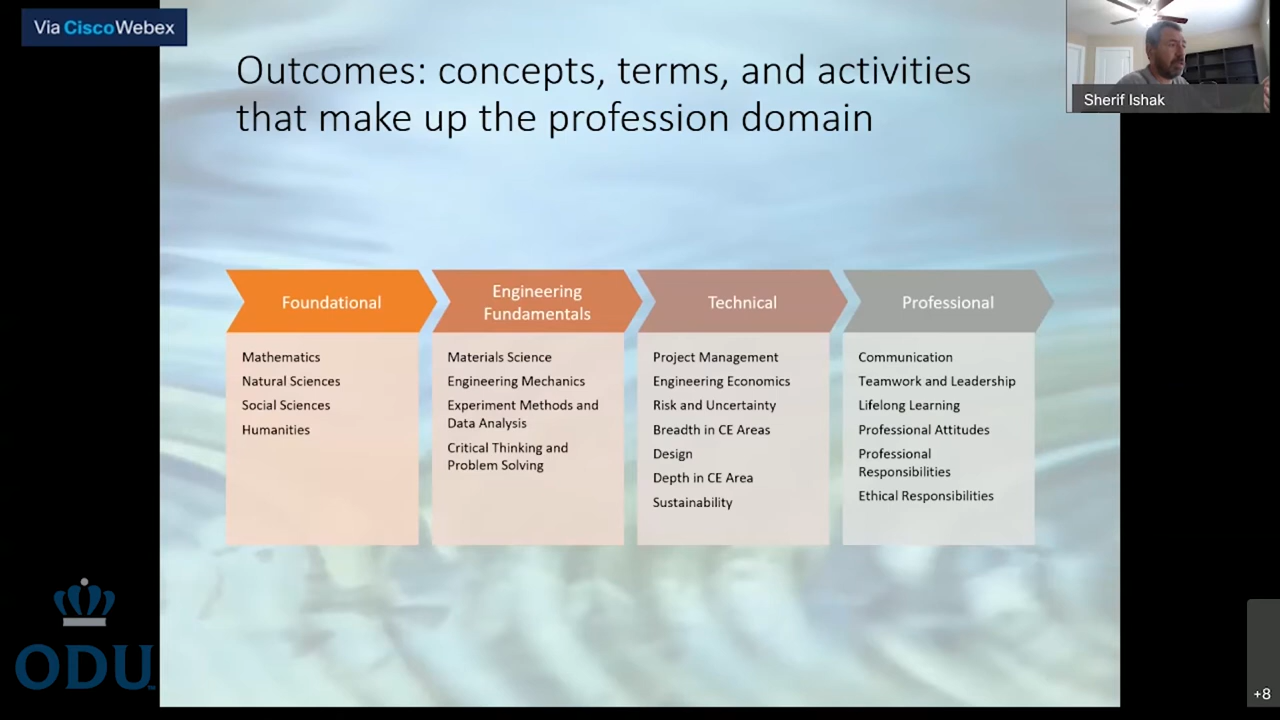 Via CiscoWebex
Outcomes: concepts, terms, and activities
that make up the profession domain
Sherif Ishak
Foundational
Mathematics
Natural Sciences
Social Sciences
Humanities
Engineering
Fundamentals
Materials Science
Engineering Mechanics
Experiment Methods and
Data Analysis
Critical Thinking and
Problem Solving
Technical
Project Management
Engineering Economics
Risk and Uncertainty
Breadth in CE Areas
Design
Depth in CE Area
Sustainability
Professional
Communication
Teamwork and Leadership
Lifelong Learning
Professional Attitudes
Professional
Responsibilities
Ethical Responsibilities
ODU
+8